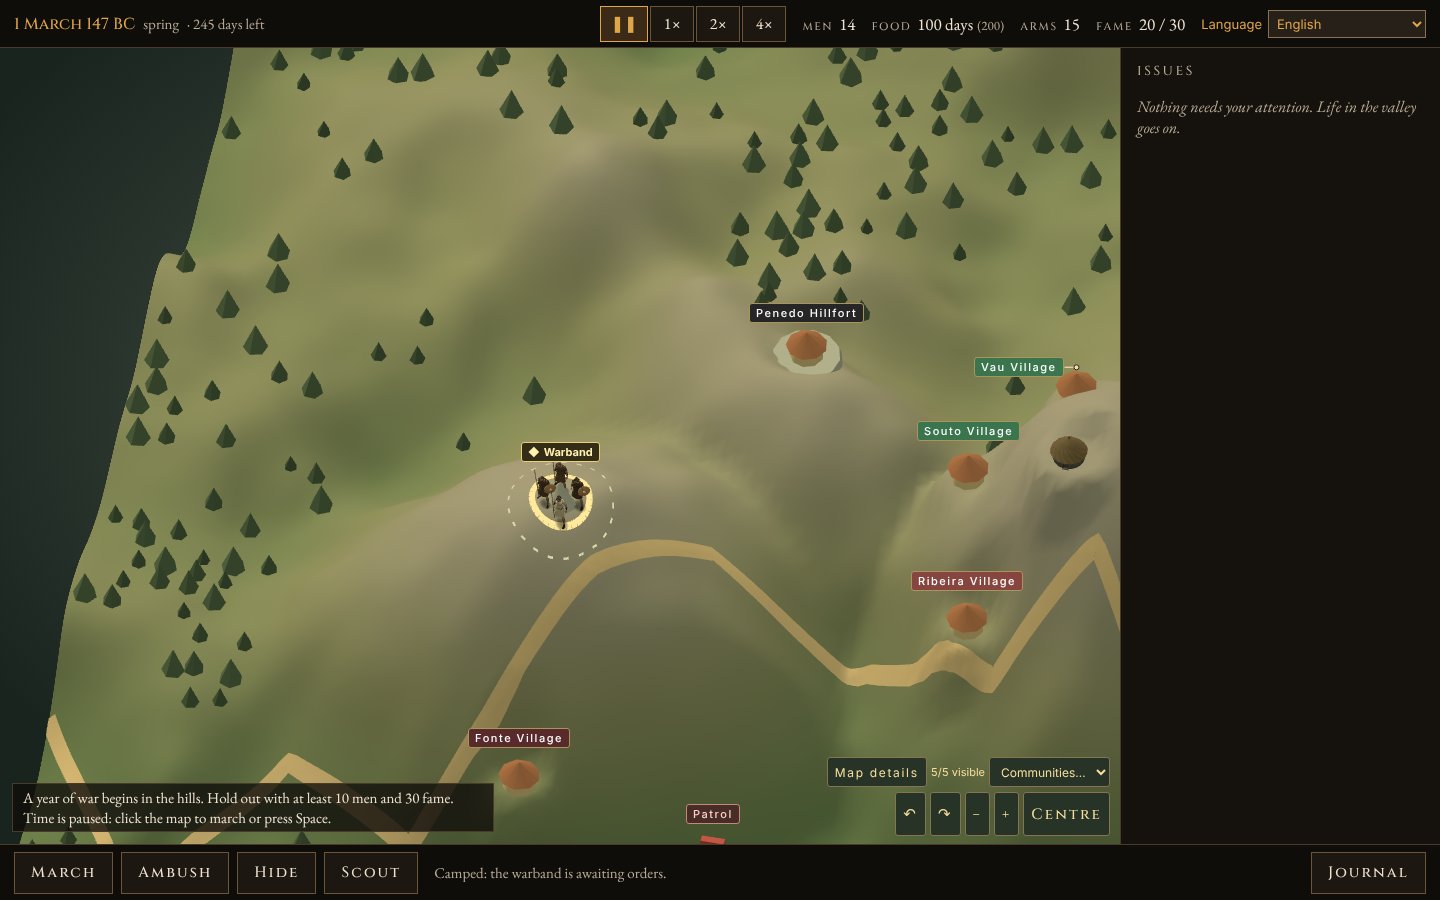 1 March 147 BC spring · 245 days left
❚❚ 1× 2× 4×
MEN 14 FOOD 100 days (200) ARMS 15 FAME 20 / 30
Language English
ISSUES
Nothing needs your attention. Life in the valley
goes on.
Penedo Hillfort
Vau Village
Souto Village
◆ Warband
Ribeira Village
Fonte Village
Patrol
Map details 5/5 visible Communities...
↶ ↷ − + Centre
A year of war begins in the hills. Hold out with at least 10 men and 30 fame.
Time is paused: click the map to march or press Space.
March Ambush Hide Scout Camped: the warband is awaiting orders. Journal